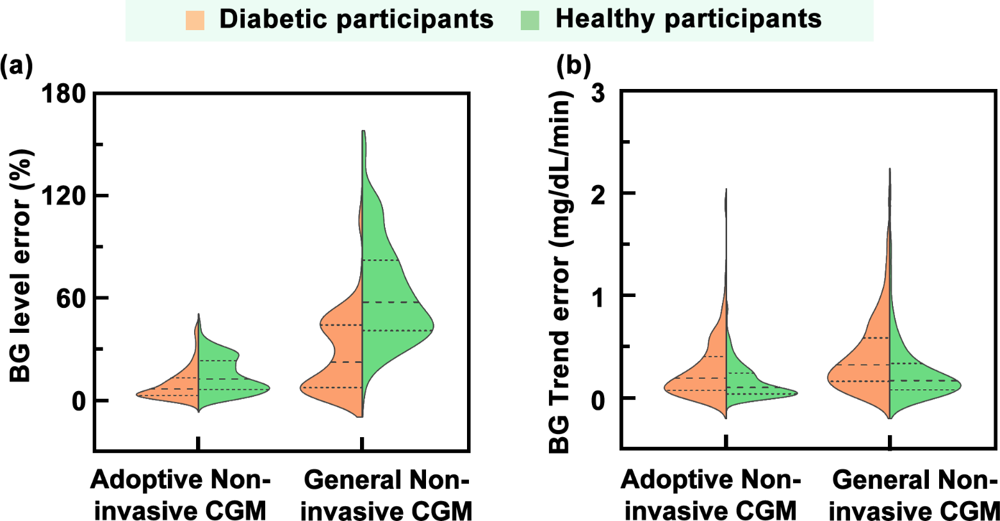 Diabetic participants
Healthy participants
(a)
180
120
60
0
BG level error (%)
Adoptive Non-
invasive CGM
General Non-
invasive CGM
(b)
3
2
1
0
BG Trend error (mg/dL/min)
Adoptive Non-
invasive CGM
General Non-
invasive CGM